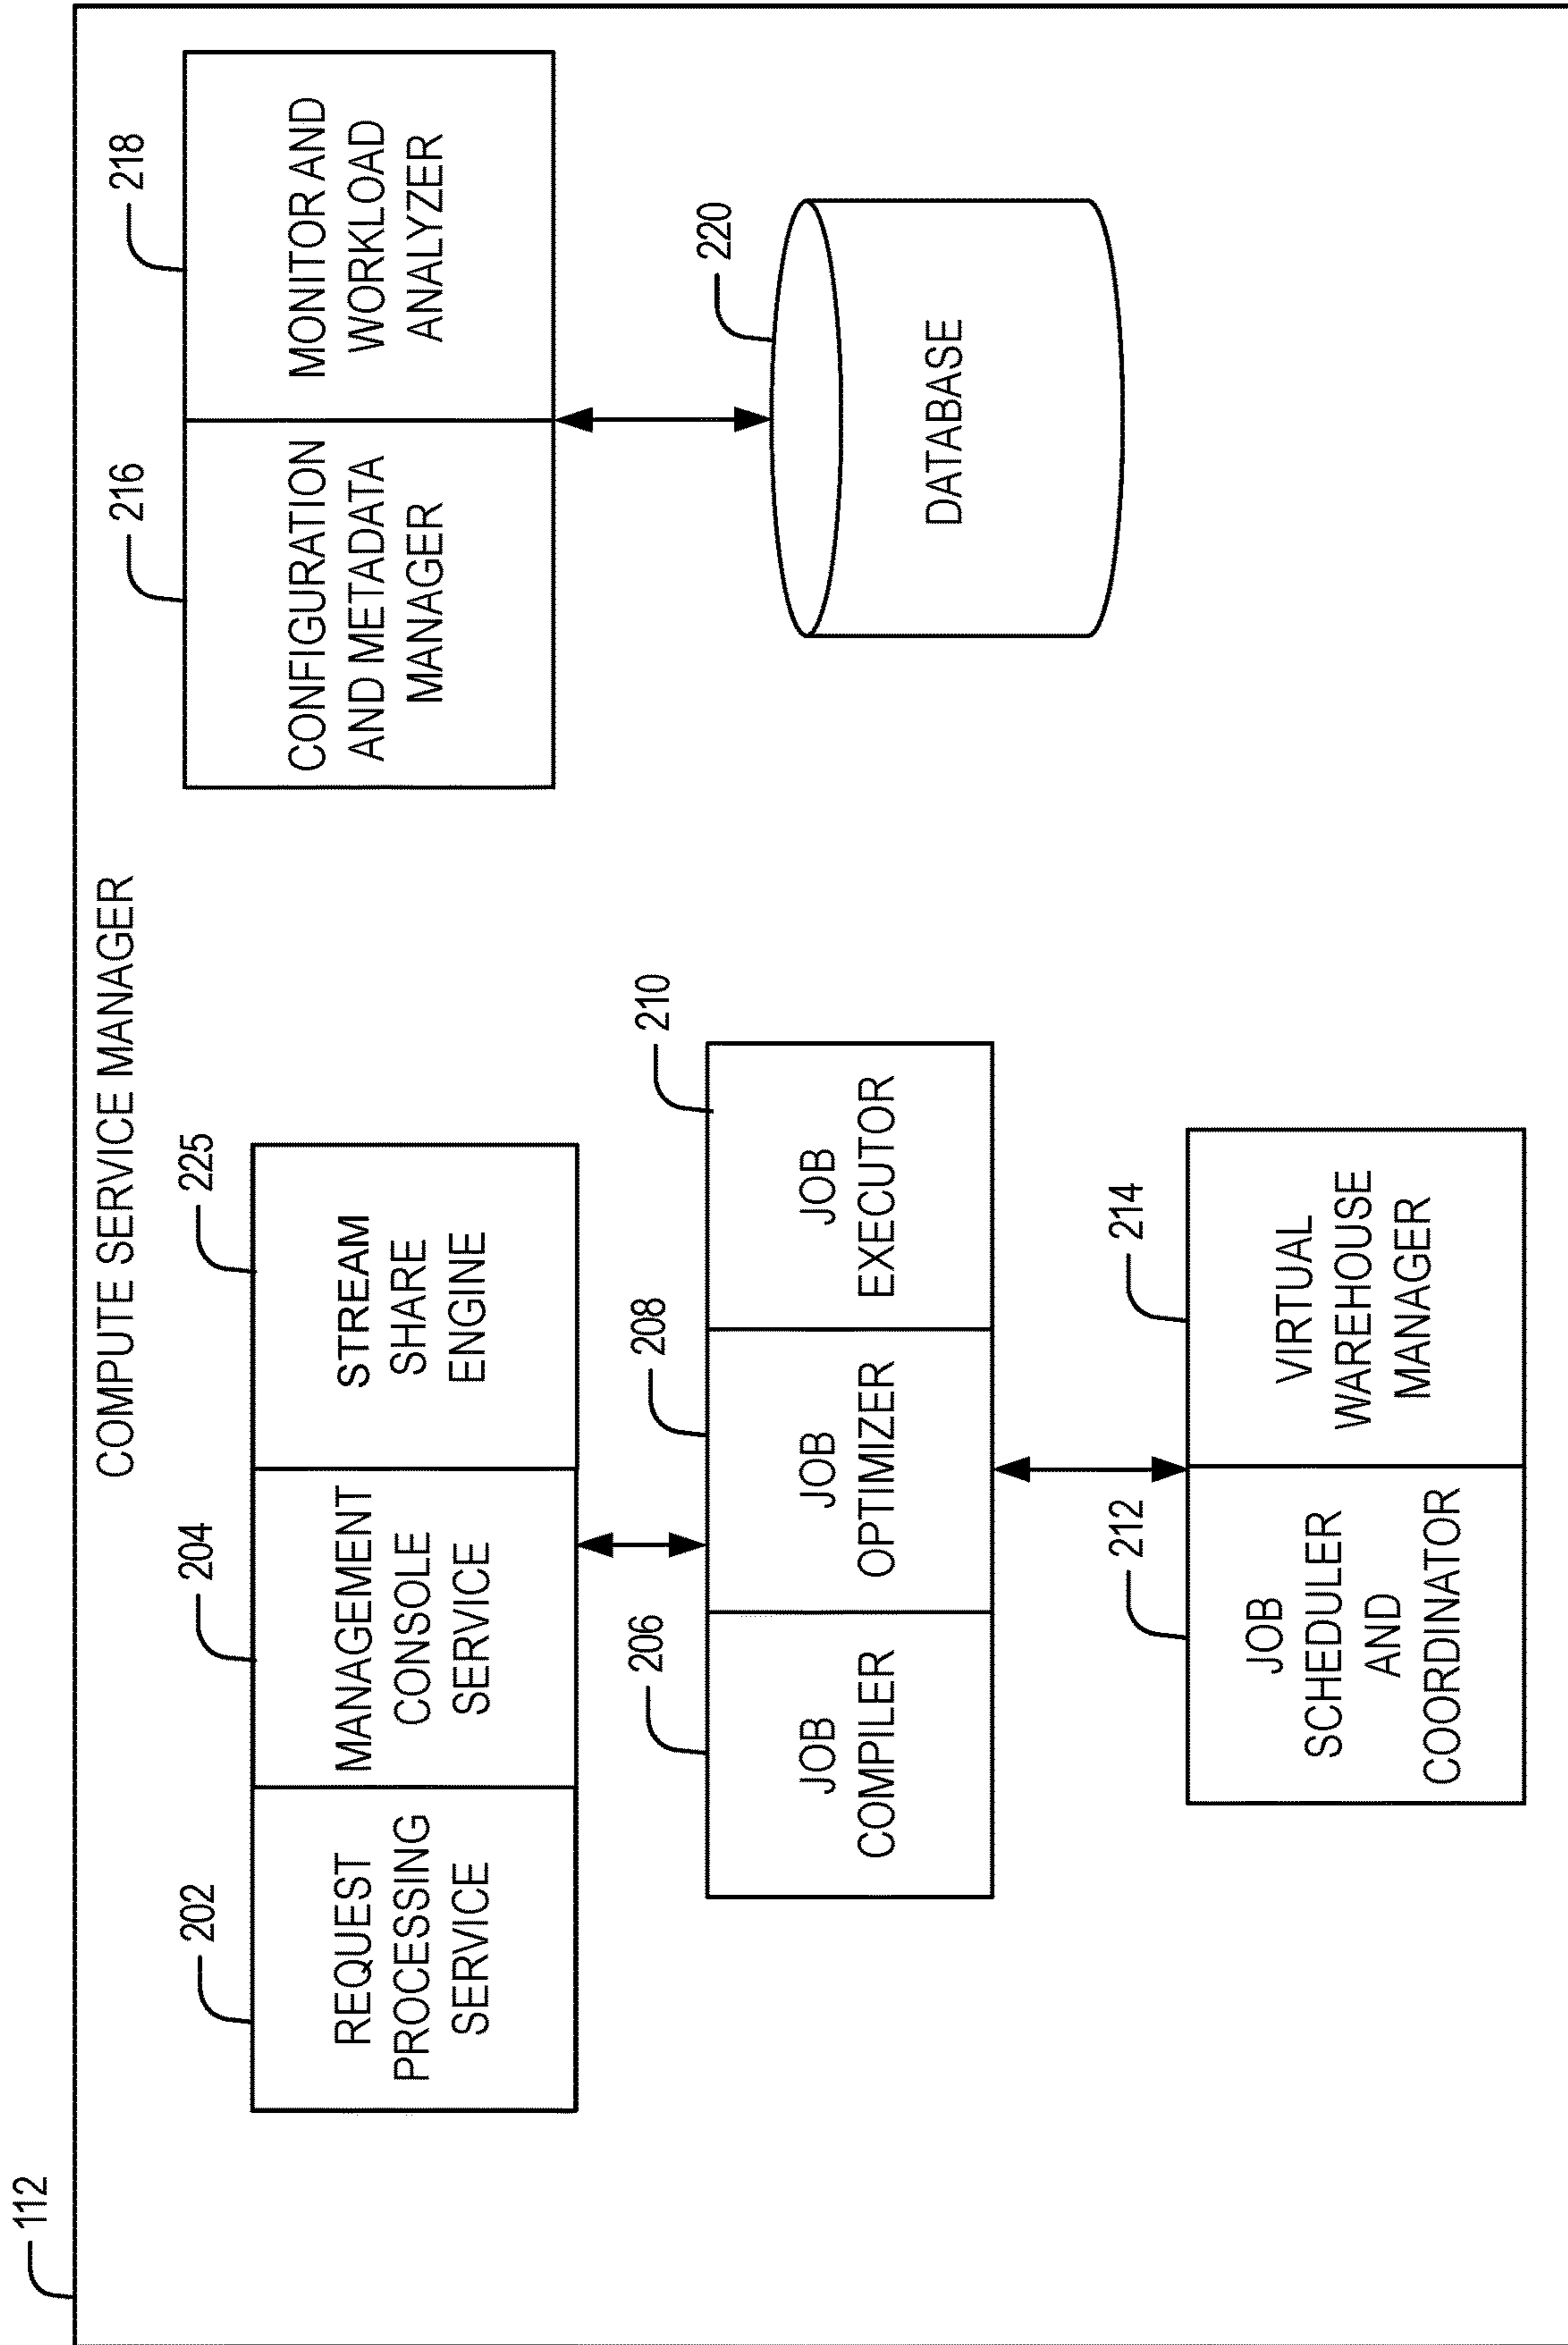 112
COMPUTE SERVICE MANAGER
202
REQUEST
PROCESSING
SERVICE
204
MANAGEMENT
CONSOLE
SERVICE
225
STREAM
SHARE
ENGINE
206
JOB
COMPILER
208
JOB
OPTIMIZER
210
JOB
EXECUTOR
212
JOB
SCHEDULER
AND
COORDINATOR
214
VIRTUAL
WAREHOUSE
MANAGER
216
CONFIGURATION
AND METADATA
MANAGER
218
MONITOR AND
WORKLOAD
ANALYZER
220
DATABASE